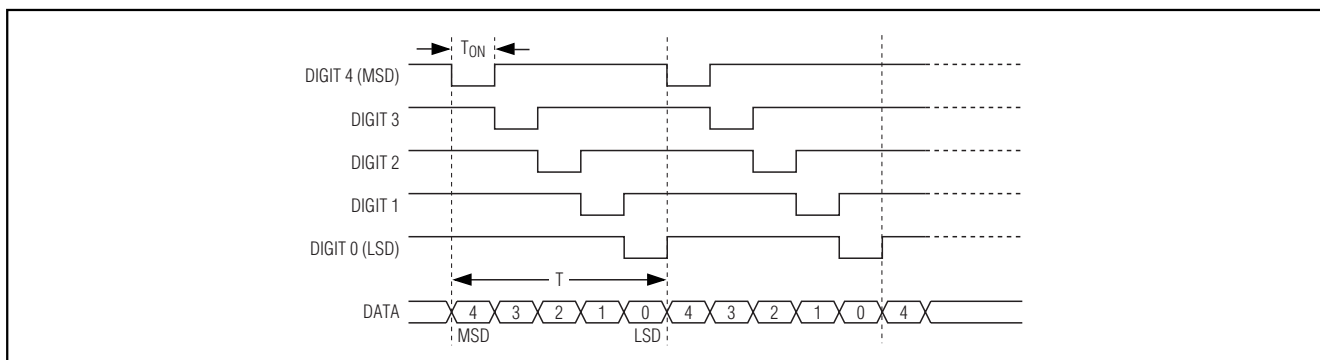 TON
DIGIT 4 (MSD)
DIGIT 3
DIGIT 2
DIGIT 1
DIGIT 0 (LSD)
T
DATA 4 3 2 1 0 4 3 2 1 0 4
MSD LSD